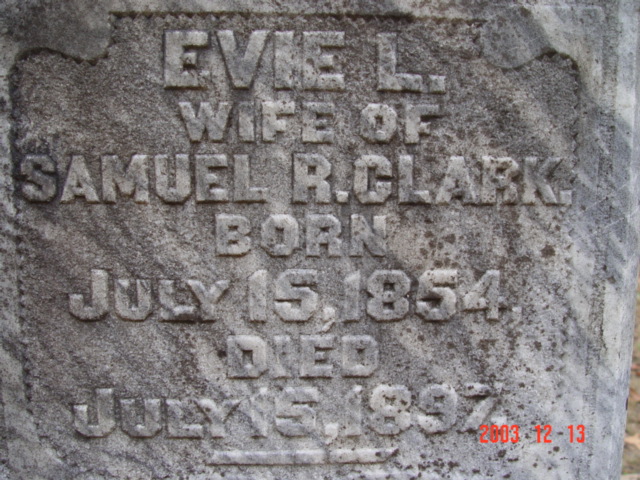 EVIE L.
WIFE OF
SAMUEL R. CLARK.
BORN
JULY 15, 1854.
DIED
JULY 15, 1897.
2003 12 13